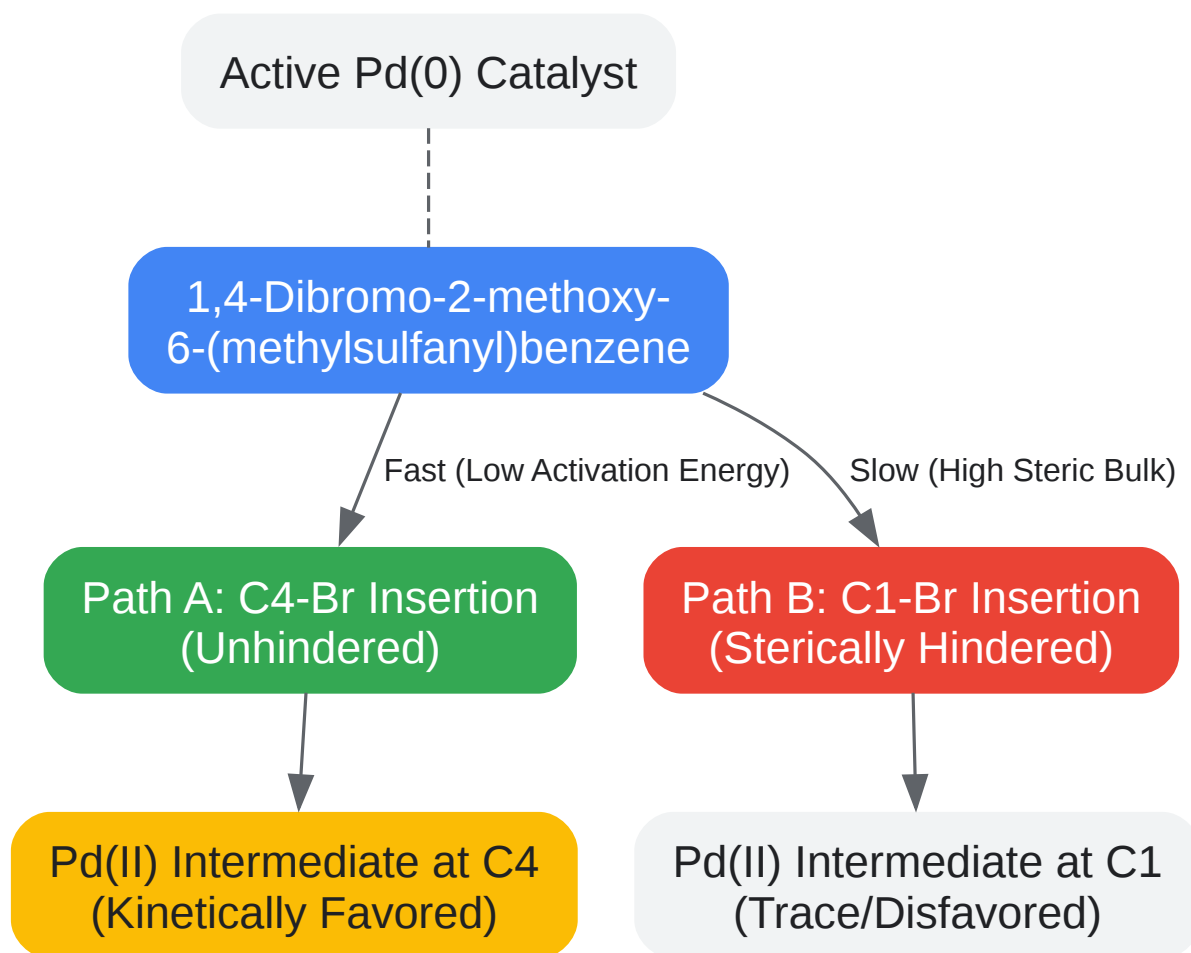 Active Pd(0) Catalyst
1,4-Dibromo-2-methoxy-
6-(methylsulfanyl)benzene
Fast (Low Activation Energy)
Slow (High Steric Bulk)
Path A: C4-Br Insertion
(Unhindered)
Path B: C1-Br Insertion
(Sterically Hindered)
Pd(II) Intermediate at C4
(Kinetically Favored)
Pd(II) Intermediate at C1
(Trace/Disfavored)